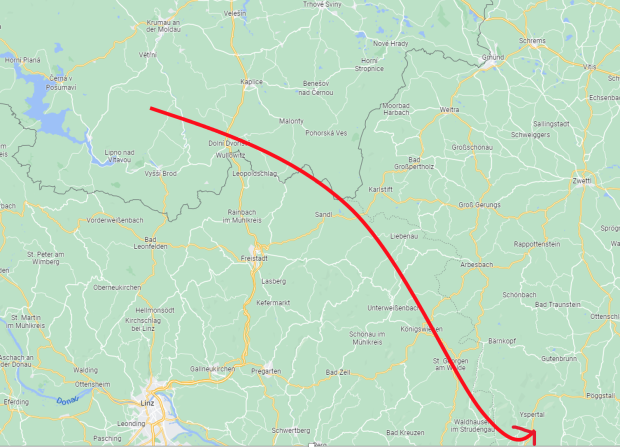 Trhové Sviny
Velešín
Krumau an
der Moldau
Schrems
Nové Hrady
Větřní
Gmünd
Horní Planá
Horní
Stropnice
Vitis
Černá v
Pošumaví
Kaplice
Benešov
nad Černou
Echsenbach
Moorbad
Harbach
Weitra
Malonty
Sallingstadt
Pohorská Ves
Schweiggers
Dolní Dvořiš
Großschönau
Lipno nad
Vltavou
Wullowitz
Bad
Großpertholz
Vyšší Brod
Leopoldschlag
Zwettl
Karlstift
Groß Gerungs
Rainbach
im Mühlkreis
Sandl
Vorderweißenbach
Liebenau
Bad
Leonfelden
Rappottenstein
St. Peter am
Wimberg
Freistadt
Arbesbach
Lasberg
Oberneukirchen
Schönbach
Kefermarkt
Bad Traunstein
Hellmonsödt
Unterweißenbach
St. Martin
im Mühlkreis
Kirchschlag
bei Linz
Königswiesen
Schönau im
Mühlkreis
Barnkopf
Aschach an
der Donau
St. Georgen
am Walde
Gutenbrunn
Walding
Galineukirchen
Pregarten
Bad Zell
Ottensheim
Pöggstall
Donau
Linz
Eferding
Yspertal
Leonding
Waldhausen
im Strudengau
Schwertberg
Bad Kreuzen
Pasching
Perg